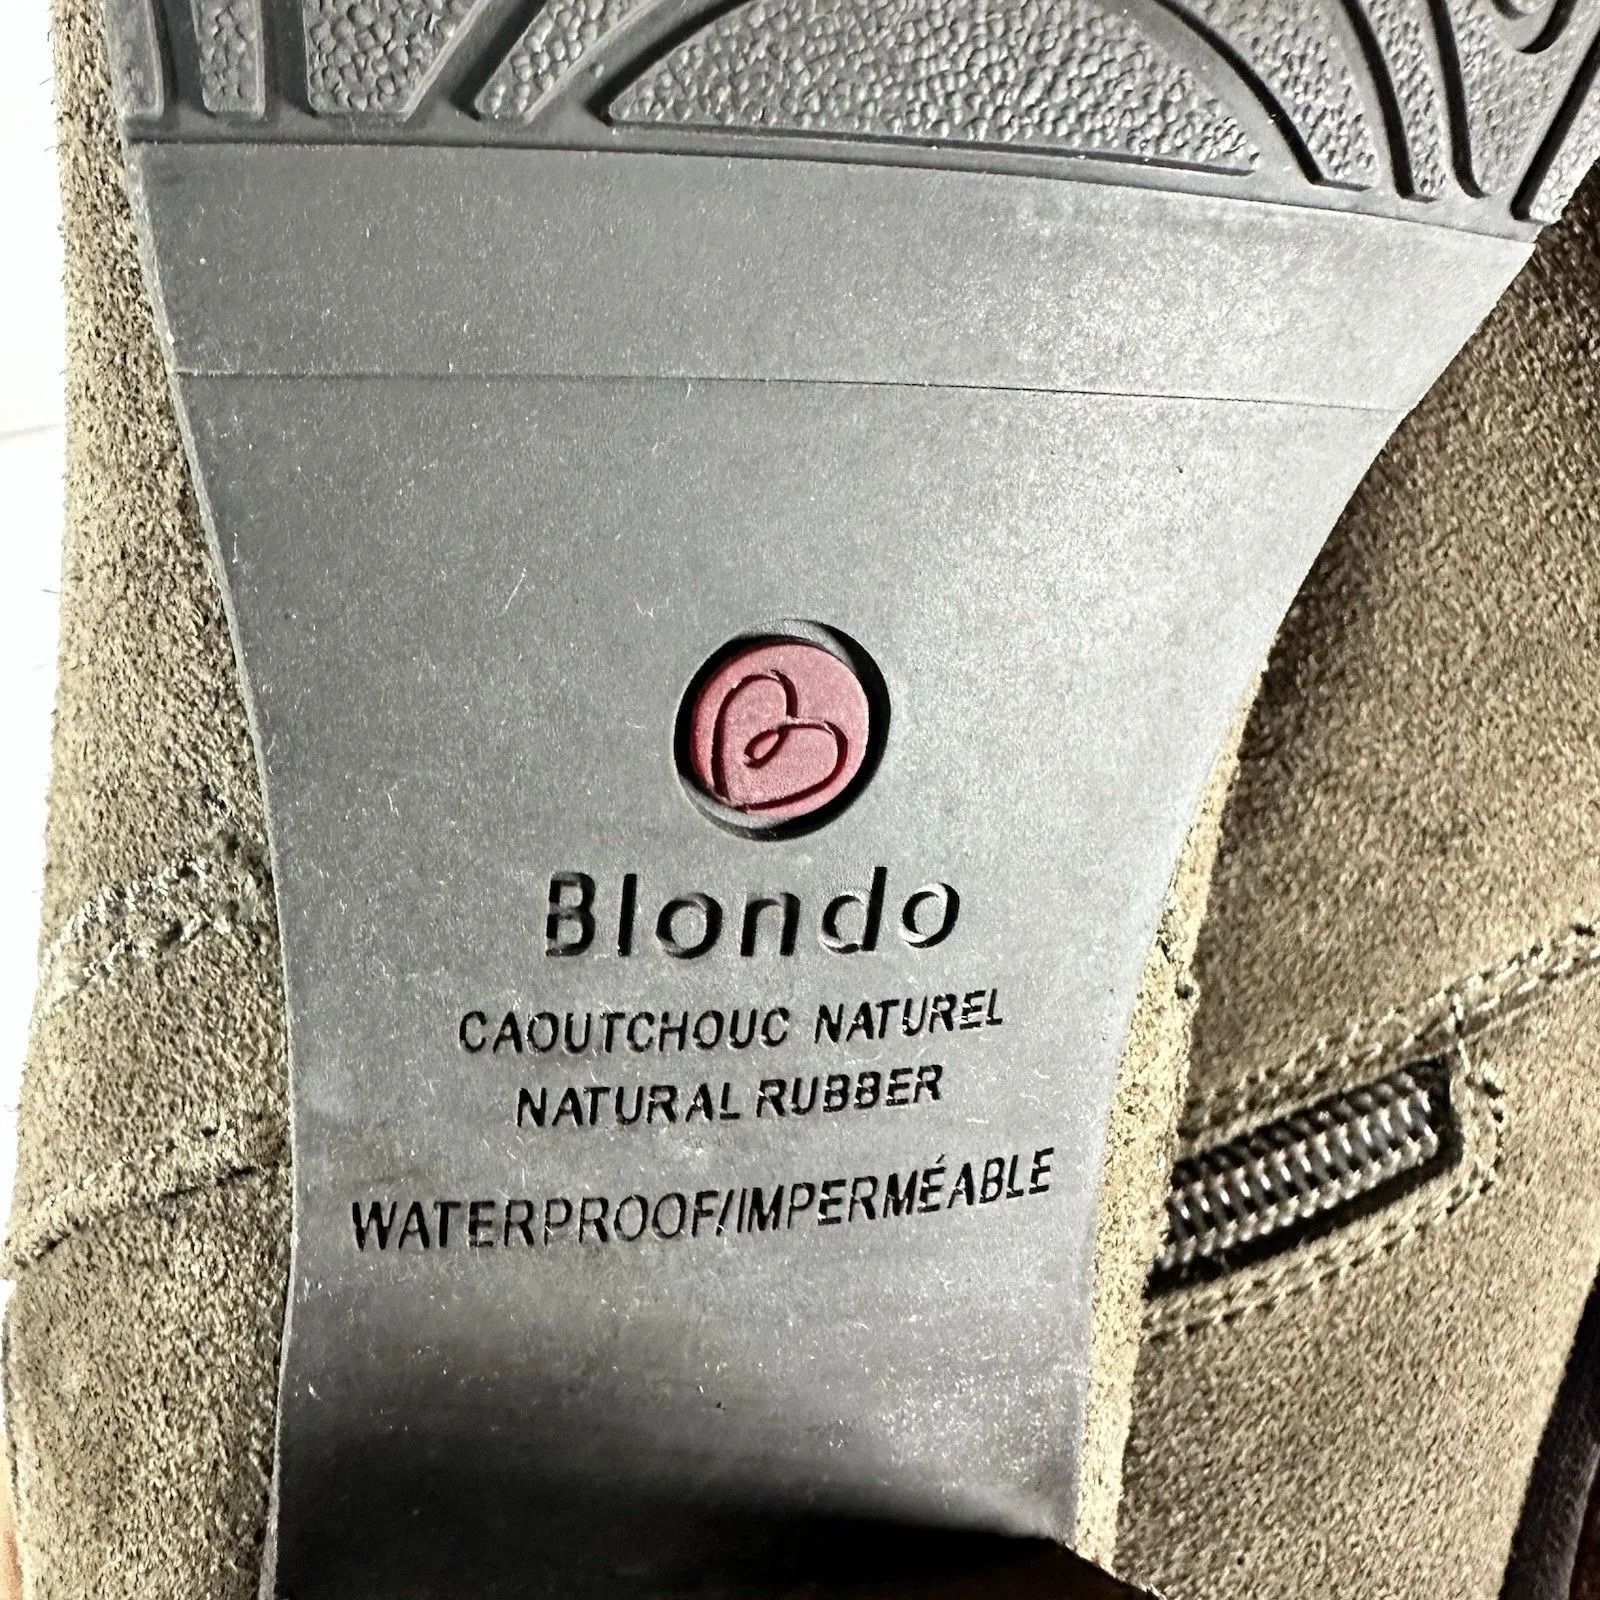 Blondo
CAOUTCHOUC NATUREL
NATURAL RUBBER
WATERPROOF/IMPERMÉABLE